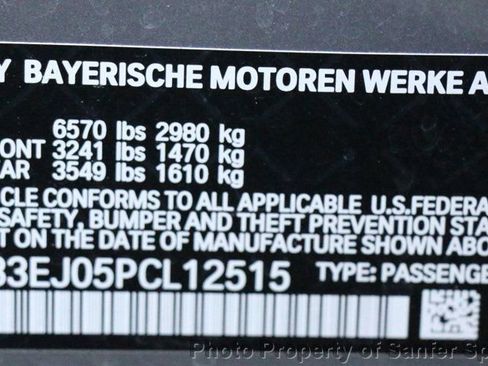 Y BAYERISCHE MOTOREN WERKE A
6570 lbs 2980 kg
ONT 3241 lbs 1470 kg
AR 3549 lbs 1610 kg
CLE CONFORMS TO ALL APPLICABLE U.S.FEDERA
SAFETY, BUMPER AND THEFT PREVENTION STA
T ON THE DATE OF MANUFACTURE SHOWN ABO
33EJ05PCL12515 TYPE: PASSENGE
Photo Property of Sanfer Sp